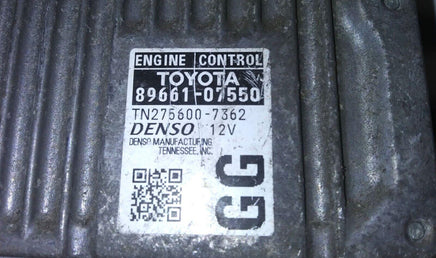 ENGINE CONTROL
TOYOTA
89661-07550
TN275600-7362
DENSO 12V
DENSO MANUFACTURING
TENNESSEE, INC.
GG